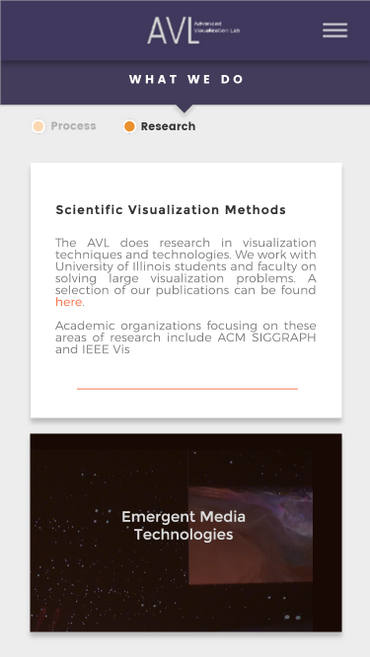 AVL Advanced
Visualization Lab
WHAT WE DO
Process
Research
Scientific Visualization Methods
The AVL does research in visualization
techniques and technologies. We work with
University of Illinois students and faculty on
solving large visualization problems. A
selection of our publications can be found
here.
Academic organizations focusing on these
areas of research include ACM SIGGRAPH
and IEEE Vis
Emergent Media
Technologies